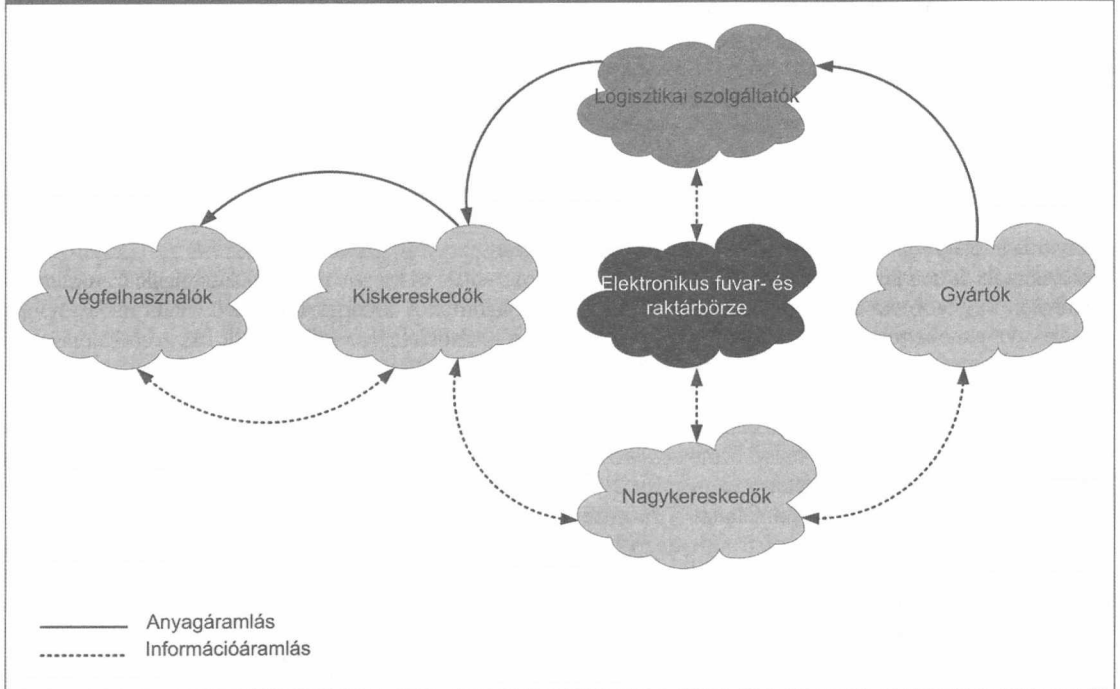 Logisztikai szolgáltatók
Végfelhasználók
Kiskereskedők
Elektronikus fuvar- és
raktárbörze
Gyártók
Nagykereskedők
Anyagáramlás
Információáramlás